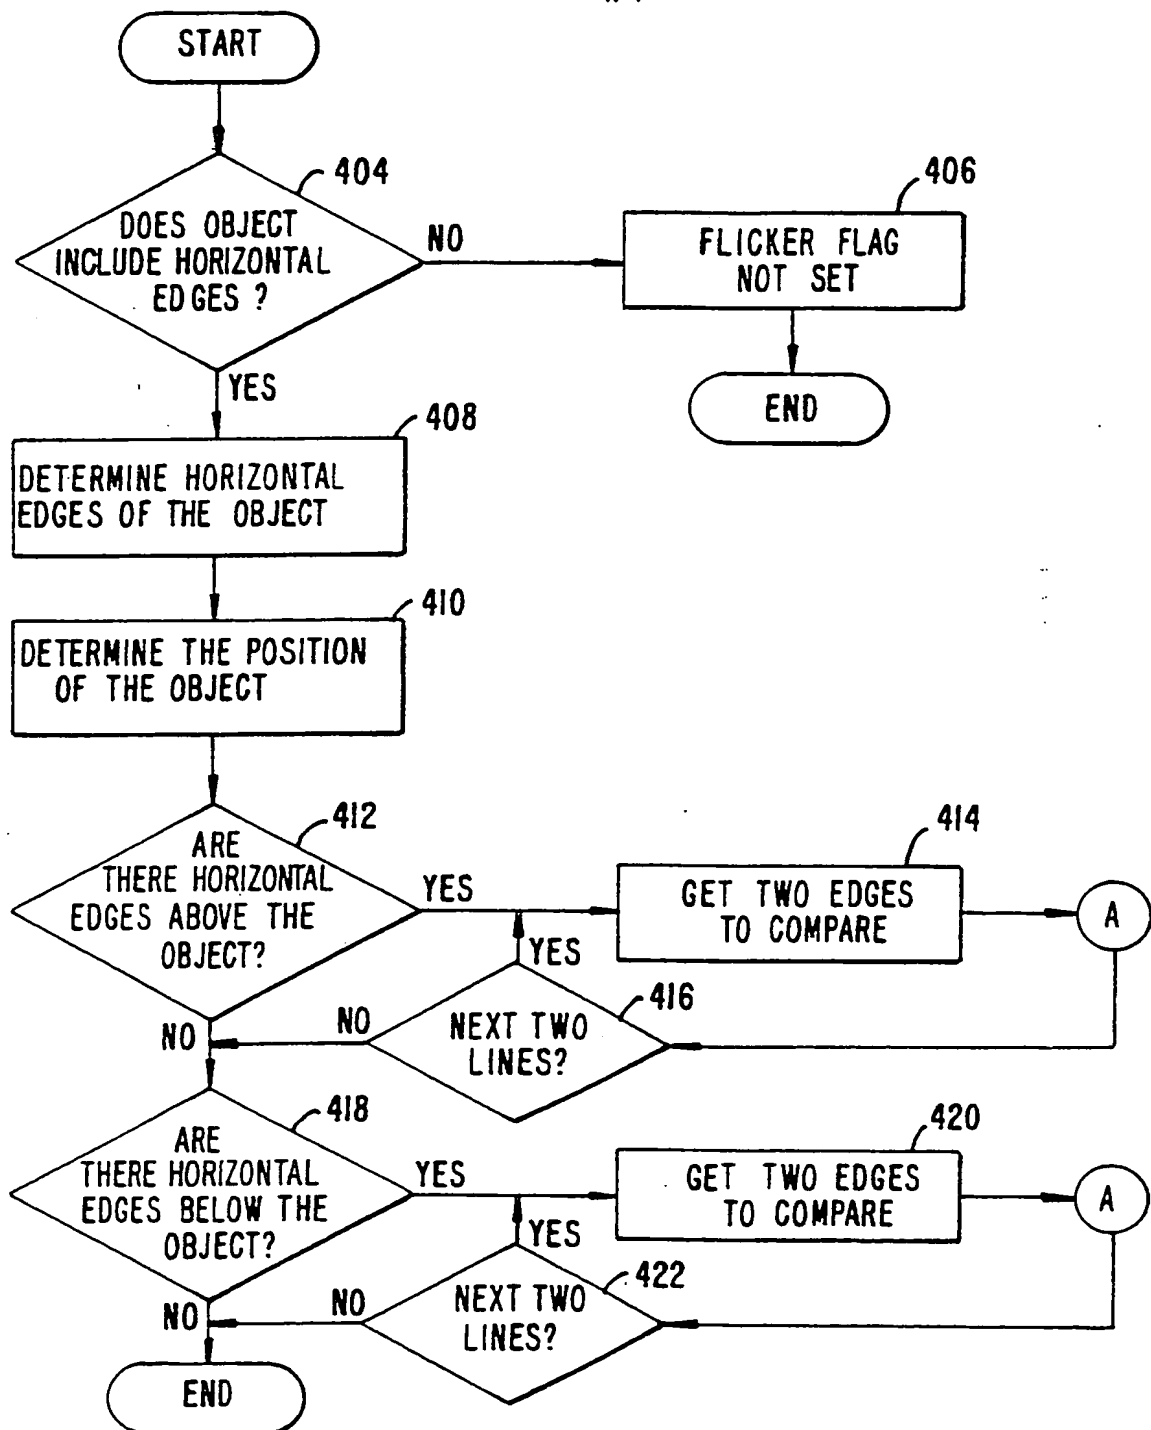 START
404
DOES OBJECT
INCLUDE HORIZONTAL
EDGES ?
NO
406
FLICKER FLAG
NOT SET
END
YES
408
DETERMINE HORIZONTAL
EDGES OF THE OBJECT
410
DETERMINE THE POSITION
OF THE OBJECT
412
ARE
THERE HORIZONTAL
EDGES ABOVE THE
OBJECT?
YES
414
GET TWO EDGES
TO COMPARE
A
YES
416
NEXT TWO
LINES?
NO
NO
418
ARE
THERE HORIZONTAL
EDGES BELOW THE
OBJECT?
YES
420
GET TWO EDGES
TO COMPARE
A
YES
422
NEXT TWO
LINES?
NO
NO
END